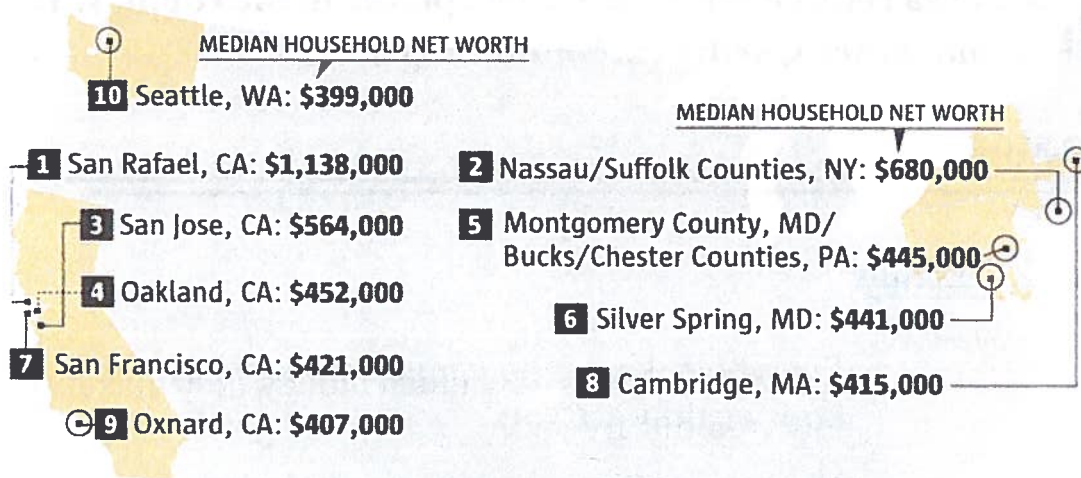 MEDIAN HOUSEHOLD NET WORTH
10 Seattle, WA: $399,000
1 San Rafael, CA: $1,138,000
3 San Jose, CA: $564,000
4 Oakland, CA: $452,000
7 San Francisco, CA: $421,000
9 Oxnard, CA: $407,000
MEDIAN HOUSEHOLD NET WORTH
2 Nassau/Suffolk Counties, NY: $680,000
5 Montgomery County, MD/
Bucks/Chester Counties, PA: $445,000
6 Silver Spring, MD: $441,000
8 Cambridge, MA: $415,000